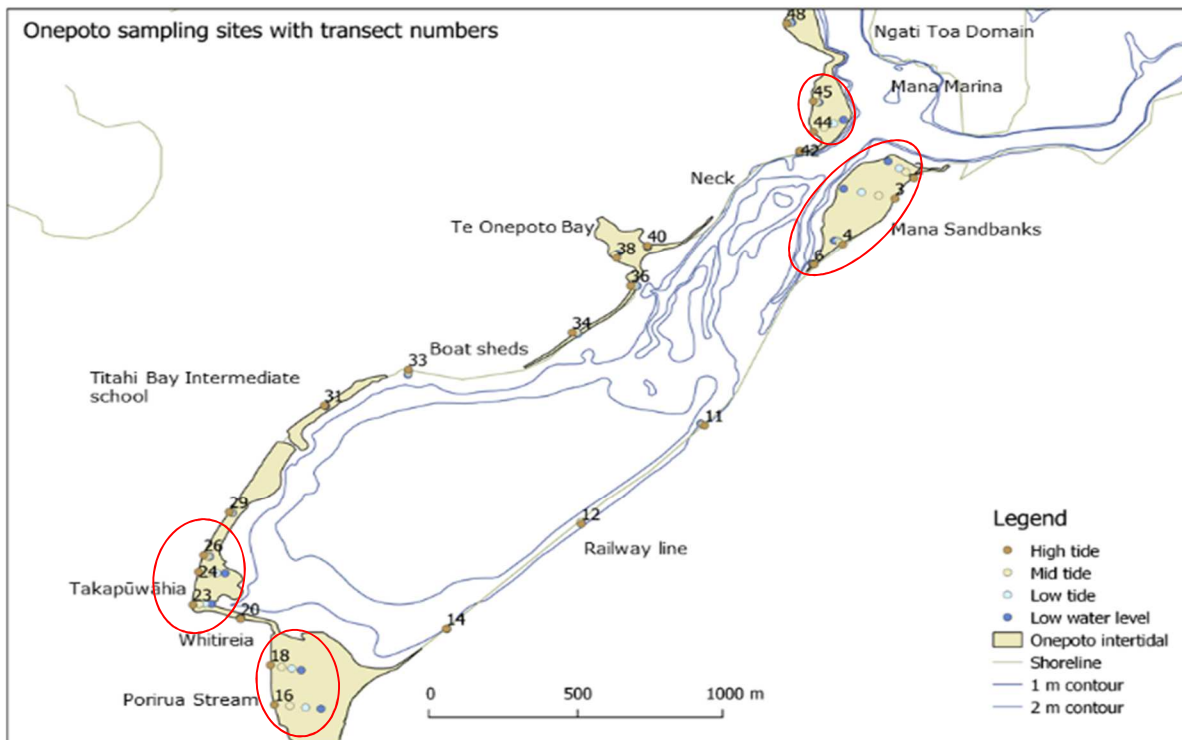 Onepoto sampling sites with transect numbers
48
Ngati Toa Domain
Mana Marina
45
44
42
Neck
2
3
Mana Sandbanks
4
6
Te Onepoto Bay
40
38
36
34
Boat sheds
33
Titahi Bay Intermediate
school
31
11
29
12
Railway line
26
Takapūwāhia
24
23
20
Whitireia
14
18
Porirua Stream
16
0 500 1000 m
Legend
High tide
Mid tide
Low tide
Low water level
Onepoto intertidal
Shoreline
1 m contour
2 m contour